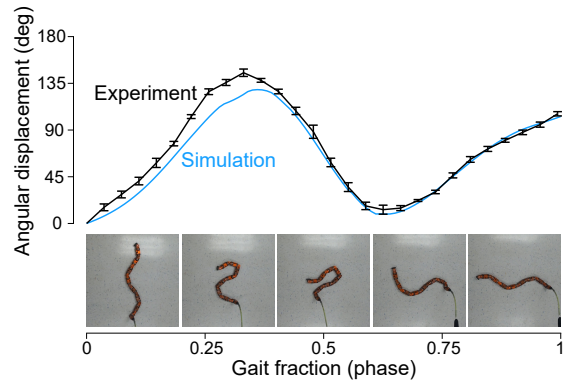 Angular displacement (deg)
180
135
90
45
0
Experiment
Simulation
0
0.25
0.5
0.75
1
Gait fraction (phase)